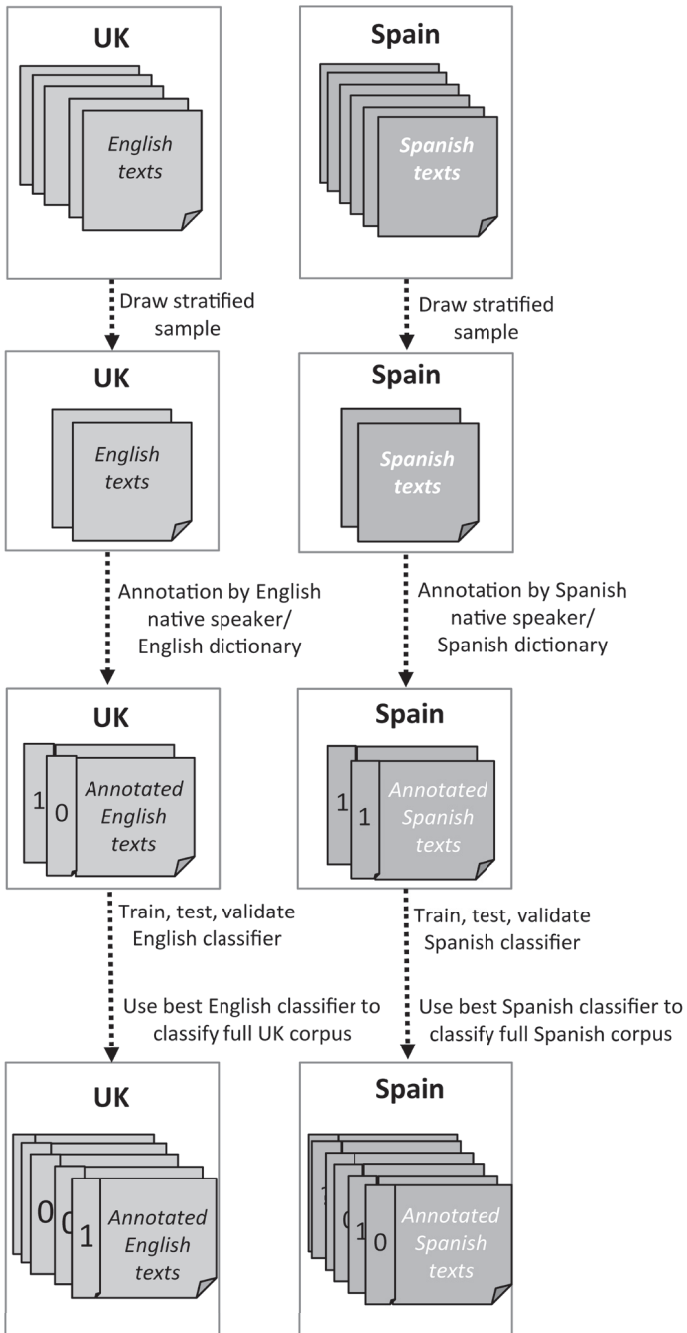 UK
English
texts
Draw stratified
sample
UK
English
texts
Annotation by English
native speaker/
English dictionary
UK
1
0
Annotated
English
texts
Train, test, validate
English classifier
Use best English classifier to
classify full UK corpus
UK
0
1
Annotated
English
texts
Spain
Spanish
texts
Draw stratified
sample
Spain
Spanish
texts
Annotation by Spanish
native speaker/
Spanish dictionary
Spain
1
1
Annotated
Spanish
texts
Train, test, validate
Spanish classifier
Use best Spanish classifier to
classify full Spanish corpus
Spain
1
0
Annotated
Spanish
texts